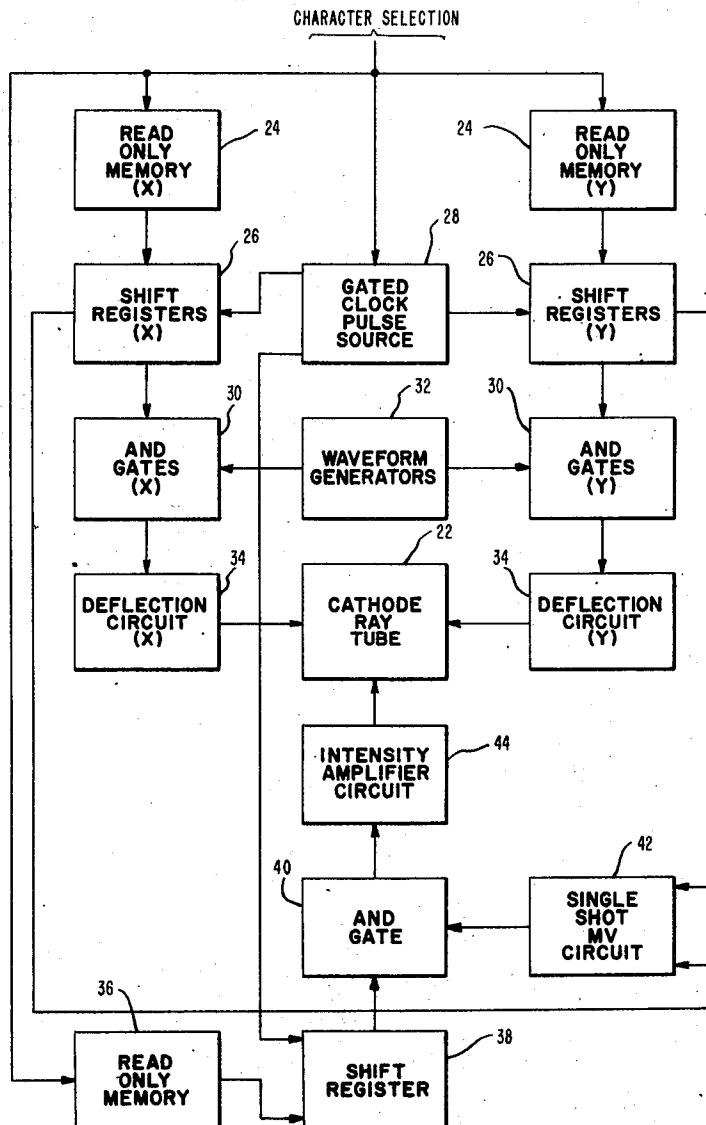 CHARACTER SELECTION
24
READ
ONLY
MEMORY
(X)
24
READ
ONLY
MEMORY
(Y)
26
SHIFT
REGISTERS
(X)
28
GATED
CLOCK
PULSE
SOURCE
26
SHIFT
REGISTERS
(Y)
30
AND
GATES
(X)
32
WAVEFORM
GENERATORS
30
AND
GATES
(Y)
34
DEFLECTION
CIRCUIT
(X)
22
CATHODE
RAY
TUBE
34
DEFLECTION
CIRCUIT
(Y)
44
INTENSITY
AMPLIFIER
CIRCUIT
40
AND
GATE
42
SINGLE
SHOT
MV
CIRCUIT
36
READ
ONLY
MEMORY
38
SHIFT
REGISTER